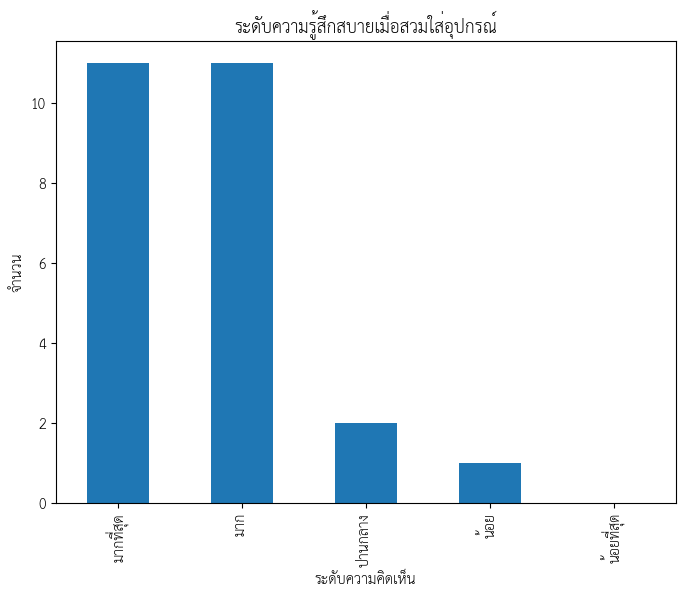 ระดับความรู้สึกสบายเมื่อสวมใส่อุปกรณ์
10
8
6
4
2
0
จำนวน
มากที่สุด
มาก
ปานกลาง
น้อย
น้อยที่สุด
ระดับความคิดเห็น